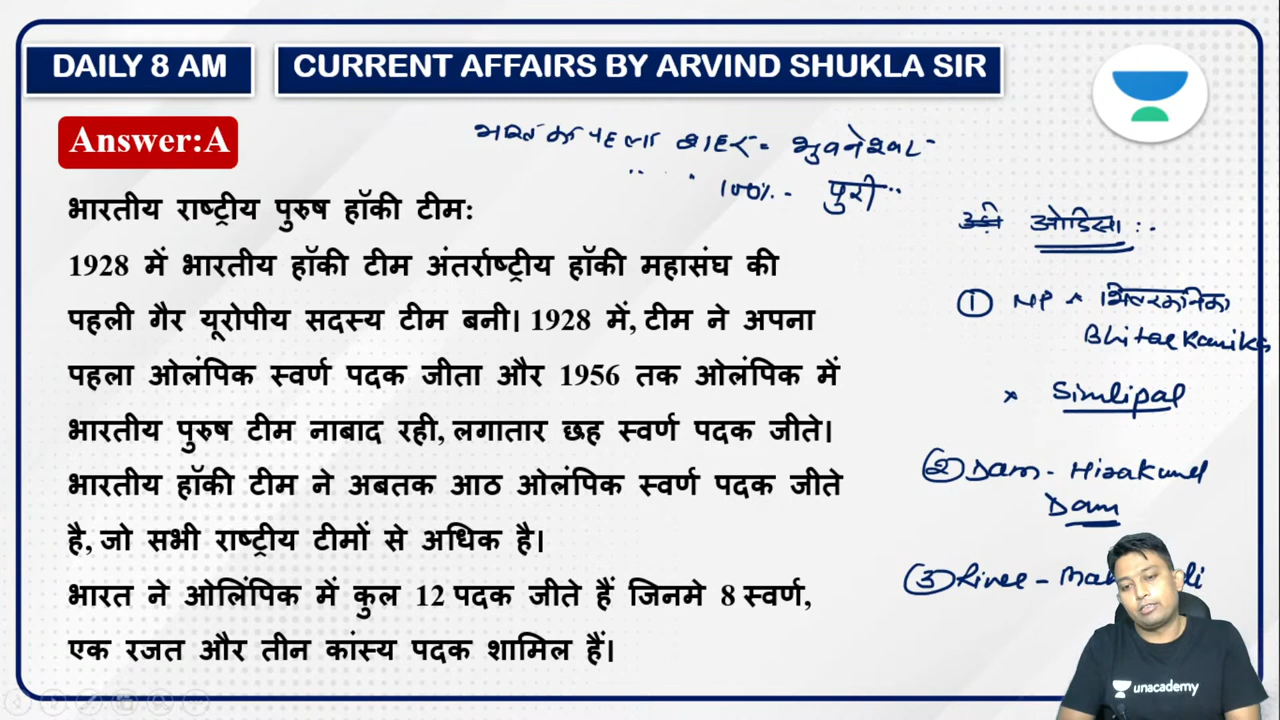 DAILY 8 AM
CURRENT AFFAIRS BY ARVIND SHUKLA SIR
Answer:A
भारत का पहला शहर = भुवनेश्वर
100% - पुरी
भारतीय राष्ट्रीय पुरुष हॉकी टीम:
1928 में भारतीय हॉकी टीम अंतर्राष्ट्रीय हॉकी महासंघ की
पहली गैर यूरोपीय सदस्य टीम बनी। 1928 में, टीम ने अपना
पहला ओलंपिक स्वर्ण पदक जीता और 1956 तक ओलंपिक में
भारतीय पुरुष टीम नाबाद रही, लगातार छह स्वर्ण पदक जीते।
भारतीय हॉकी टीम ने अबतक आठ ओलंपिक स्वर्ण पदक जीते
है, जो सभी राष्ट्रीय टीमों से अधिक है।
भारत ने ओलिंपिक में कुल 12 पदक जीते हैं जिनमे 8 स्वर्ण,
एक रजत और तीन कांस्य पदक शामिल हैं।
ओडिसा :-
① NP
Simlipal
② Dam - Hirakund
Dam
③ River -
unacademy